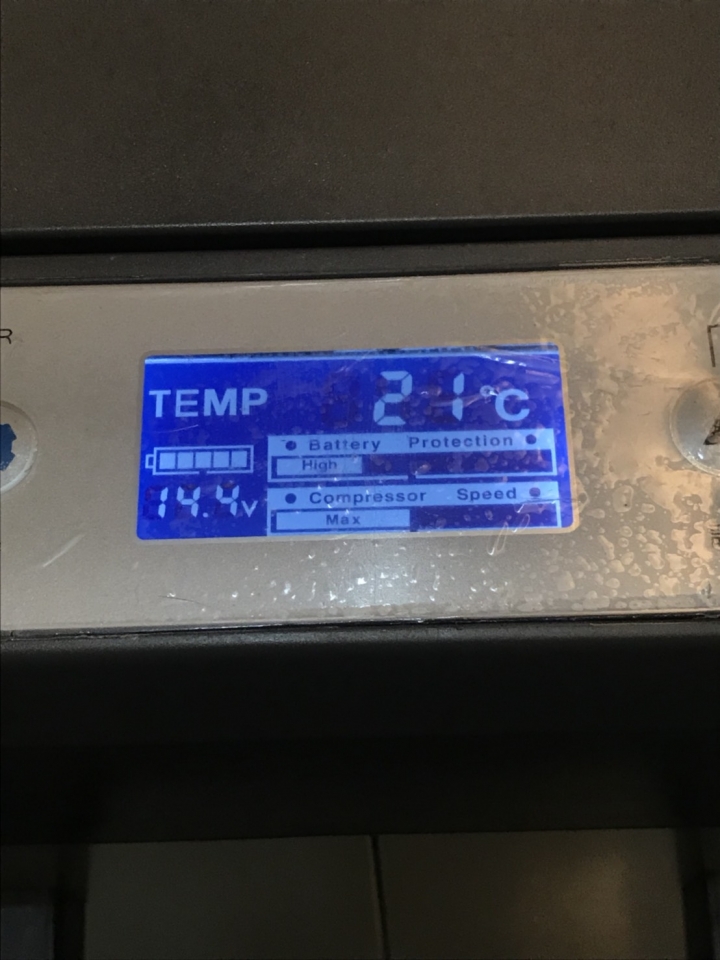 R
TEMP 21°C
Battery Protection
High
14.4v
Compressor Speed
Max